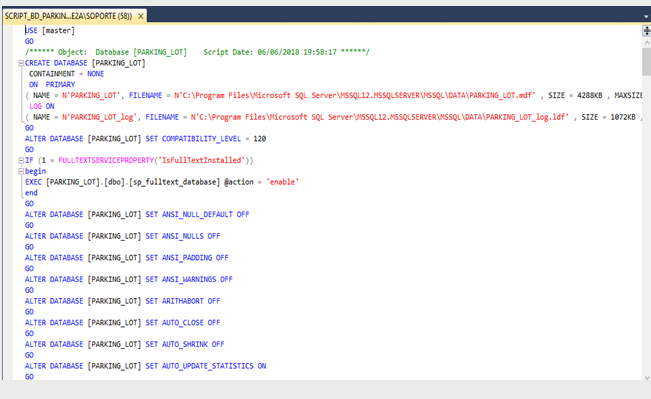 SCRIPT_BD_PARKIN...E2A\SOPORTE (58))
USE [master]
GO
/****** Object:  Database [PARKING_LOT]    Script Date: 06/06/2018 19:58:17 ******/
CREATE DATABASE [PARKING_LOT]
CONTAINMENT = NONE
ON  PRIMARY
( NAME = N'PARKING_LOT', FILENAME = N'C:\Program Files\Microsoft SQL Server\MSSQL12.MSSQLSERVER\MSSQL\DATA\PARKING_LOT.mdf' , SIZE = 4288KB , MAXSIZE
LOG ON
( NAME = N'PARKING_LOT_log', FILENAME = N'C:\Program Files\Microsoft SQL Server\MSSQL12.MSSQLSERVER\MSSQL\DATA\PARKING_LOT_log.ldf' , SIZE = 1072KB ,
GO
ALTER DATABASE [PARKING_LOT] SET COMPATIBILITY_LEVEL = 120
GO
IF (1 = FULLTEXTSERVICEPROPERTY('IsFullTextInstalled'))
begin
EXEC [PARKING_LOT].[dbo].[sp_fulltext_database] @action = 'enable'
end
GO
ALTER DATABASE [PARKING_LOT] SET ANSI_NULL_DEFAULT OFF
GO
ALTER DATABASE [PARKING_LOT] SET ANSI_NULLS OFF
GO
ALTER DATABASE [PARKING_LOT] SET ANSI_PADDING OFF
GO
ALTER DATABASE [PARKING_LOT] SET ANSI_WARNINGS OFF
GO
ALTER DATABASE [PARKING_LOT] SET ARITHABORT OFF
GO
ALTER DATABASE [PARKING_LOT] SET AUTO_CLOSE OFF
GO
ALTER DATABASE [PARKING_LOT] SET AUTO_SHRINK OFF
GO
ALTER DATABASE [PARKING_LOT] SET AUTO_UPDATE_STATISTICS ON
GO